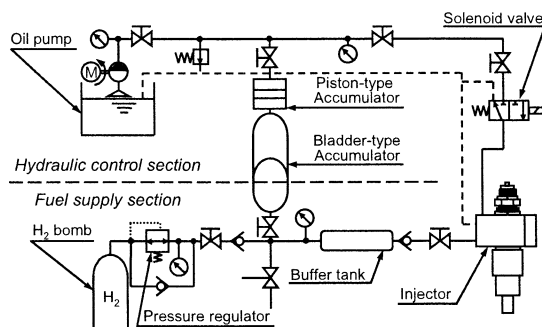 Solenoid valve
Oil pump
M
Piston-type
Accumulator
Bladder-type
Accumulator
Hydraulic control section
Fuel supply section
H2 bomb
H2
Buffer tank
Injector
Pressure regulator